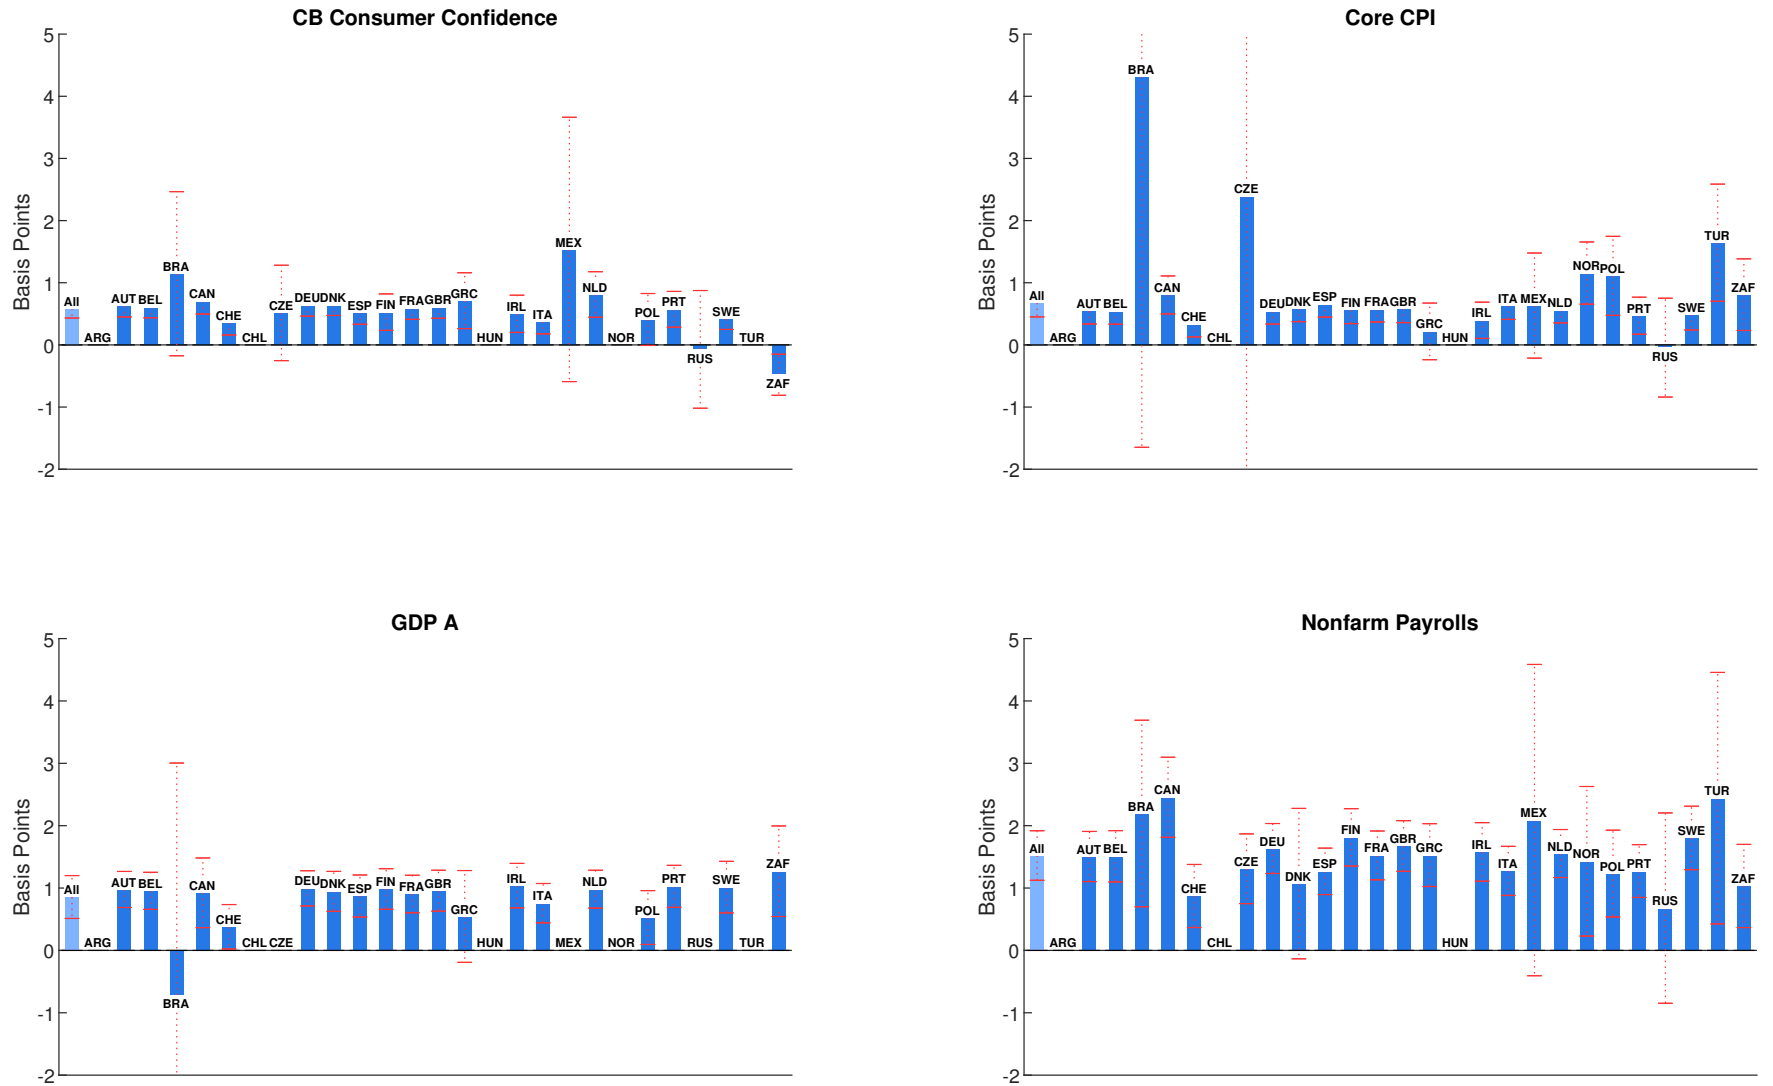 CB Consumer Confidence
Basis Points
5
4
3
2
1
0
-1
-2
All ARG AUT BEL BRA CAN CHE CHL CZE DEU DNK ESP FIN FRA GBR GRC HUN IRL ITA MEX NLD NOR POL PRT RUS SWE TUR ZAF
Core CPI
Basis Points
5
4
3
2
1
0
-1
-2
All ARG AUT BEL BRA CAN CHE CHL CZE DEU DNK ESP FIN FRA GBR GRC HUN IRL ITA MEX NLD NOR POL PRT RUS SWE TUR ZAF
GDP A
Basis Points
5
4
3
2
1
0
-1
-2
All ARG AUT BEL BRA CAN CHE CHL CZE DEU DNK ESP FIN FRA GBR GRC HUN IRL ITA MEX NLD NOR POL PRT RUS SWE TUR ZAF
Nonfarm Payrolls
Basis Points
5
4
3
2
1
0
-1
-2
All ARG AUT BEL BRA CAN CHE CHL CZE DEU DNK ESP FIN FRA GBR GRC HUN IRL ITA MEX NLD NOR POL PRT RUS SWE TUR ZAF